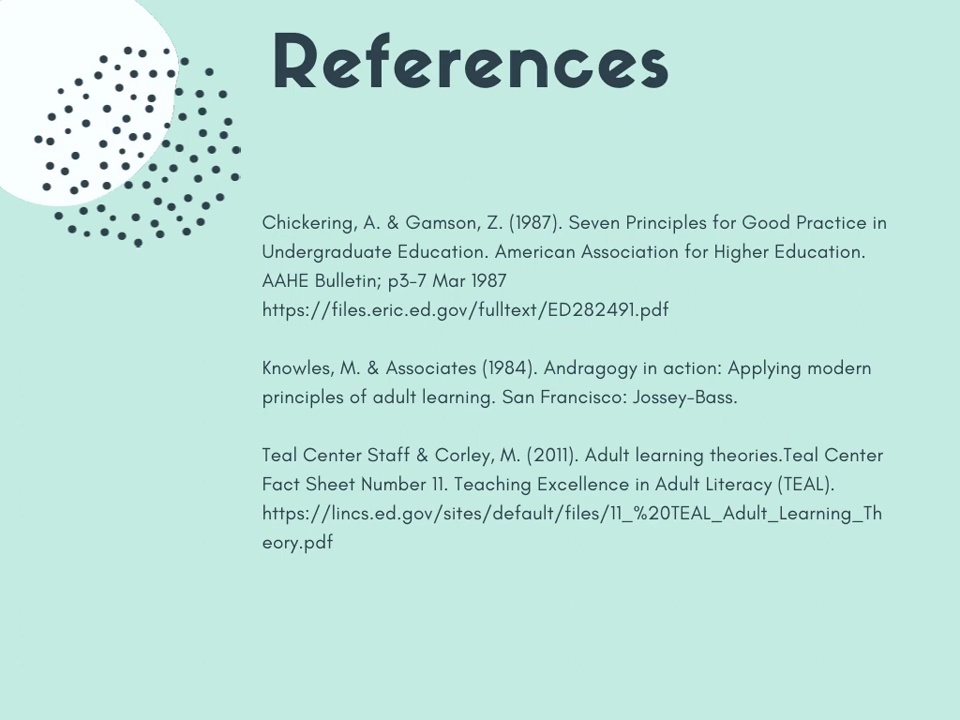 References
Chickering, A. & Gamson, Z. (1987). Seven Principles for Good Practice in
Undergraduate Education. American Association for Higher Education.
AAHE Bulletin; p3-7 Mar 1987
https://files.eric.ed.gov/fulltext/ED282491.pdf
Knowles, M. & Associates (1984). Andragogy in action: Applying modern
principles of adult learning. San Francisco: Jossey-Bass.
Teal Center Staff & Corley, M. (2011). Adult learning theories.Teal Center
Fact Sheet Number 11. Teaching Excellence in Adult Literacy (TEAL).
https://lincs.ed.gov/sites/default/files/11_%20TEAL_Adult_Learning_Th
eory.pdf